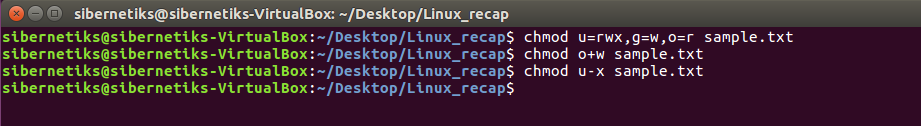 sibernetiks@sibernetiks-VirtualBox: ~/Desktop/Linux_recap
sibernetiks@sibernetiks-VirtualBox:~/Desktop/Linux_recap$ chmod u=rwx,g=w,o=r sample.txt
sibernetiks@sibernetiks-VirtualBox:~/Desktop/Linux_recap$ chmod o+w sample.txt
sibernetiks@sibernetiks-VirtualBox:~/Desktop/Linux_recap$ chmod u-x sample.txt
sibernetiks@sibernetiks-VirtualBox:~/Desktop/Linux_recap$